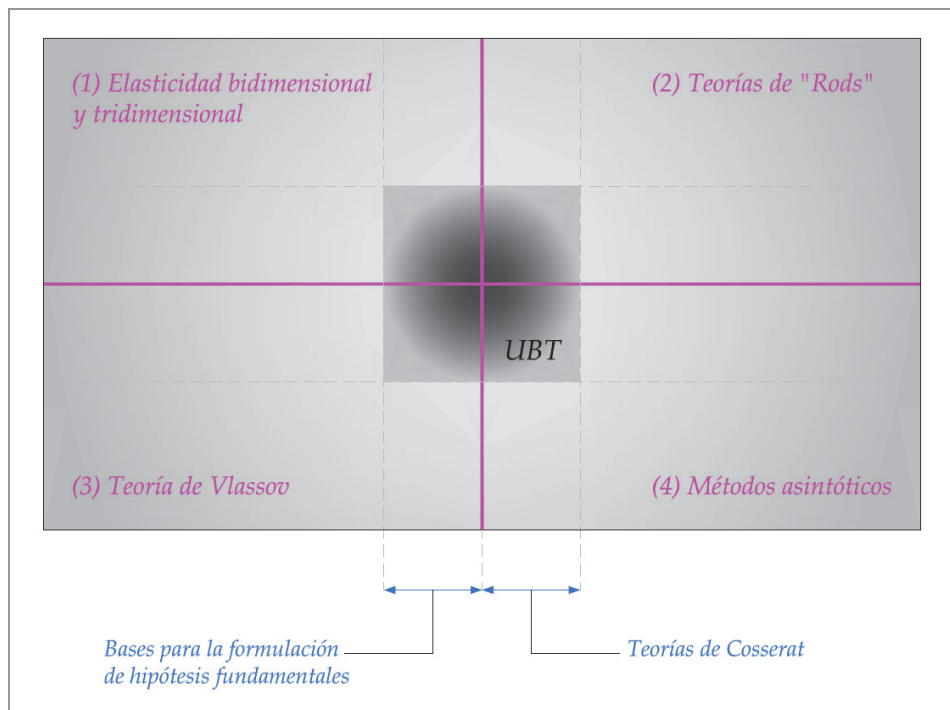 (1) Elasticidad bidimensional
y tridimensional
(2) Teorías de "Rods"
UBT
(3) Teoría de Vlassov
(4) Métodos asintóticos
Bases para la formulación
de hipótesis fundamentales
Teorías de Cosserat